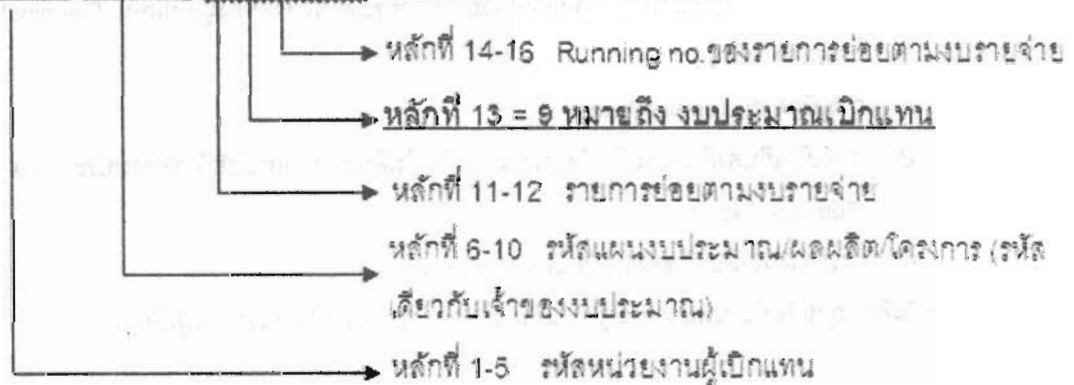 หลักที่ 14-16 Running no.ของรายการย่อยตามงบรายจ่าย
หลักที่ 13 = 9 หมายถึง งบประมาณเบิกแทน
หลักที่ 11-12 รายการย่อยตามงบรายจ่าย
หลักที่ 6-10 รหัสแผนงบประมาณ/ผลผลิต/โครงการ (รหัส
เดียวกับเจ้าของงบประมาณ)
หลักที่ 1-5 รหัสหน่วยงานผู้เบิกแทน